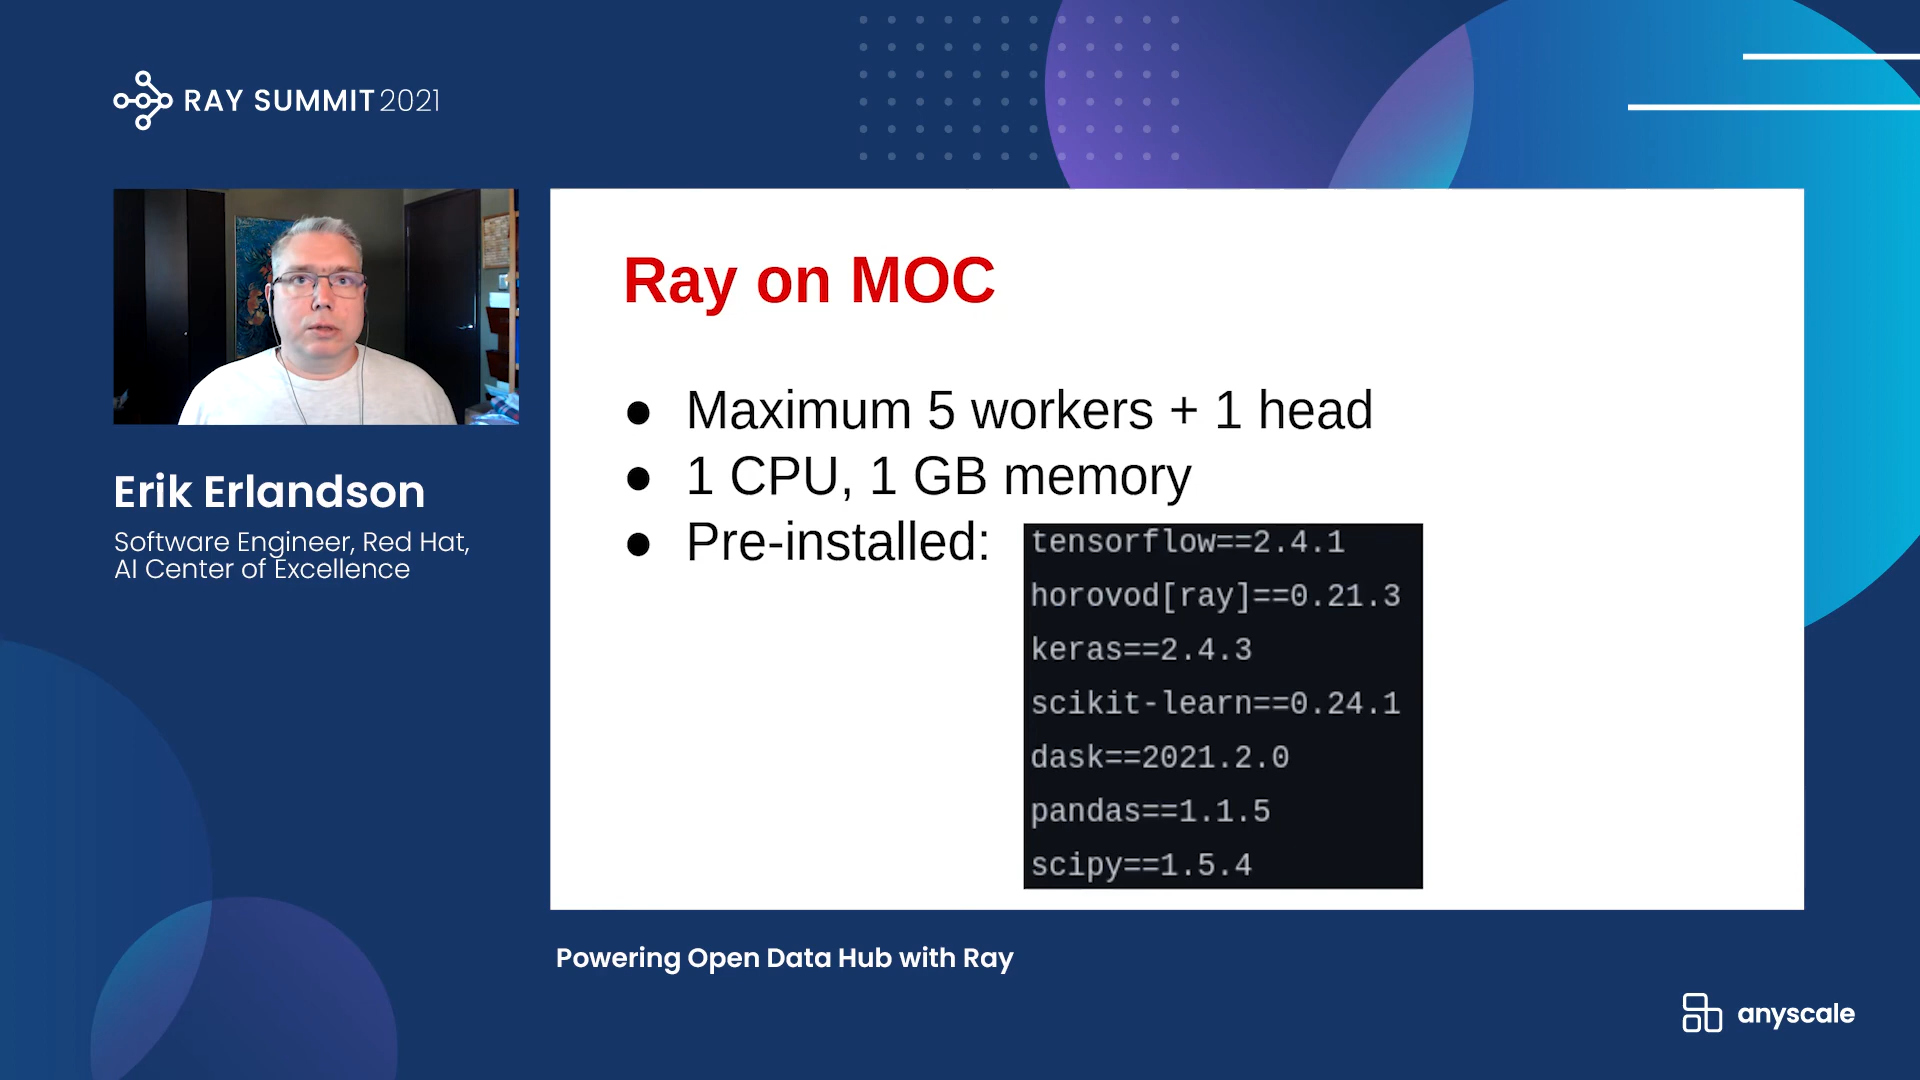 RAY SUMMIT 2021
Erik Erlandson
Software Engineer, Red Hat,
AI Center of Excellence
Ray on MOC
● Maximum 5 workers + 1 head
● 1 CPU, 1 GB memory
● Pre-installed:
tensorflow==2.4.1
horovod[ray]==0.21.3
keras==2.4.3
scikit-learn==0.24.1
dask==2021.2.0
pandas==1.1.5
scipy==1.5.4
Powering Open Data Hub with Ray
anyscale